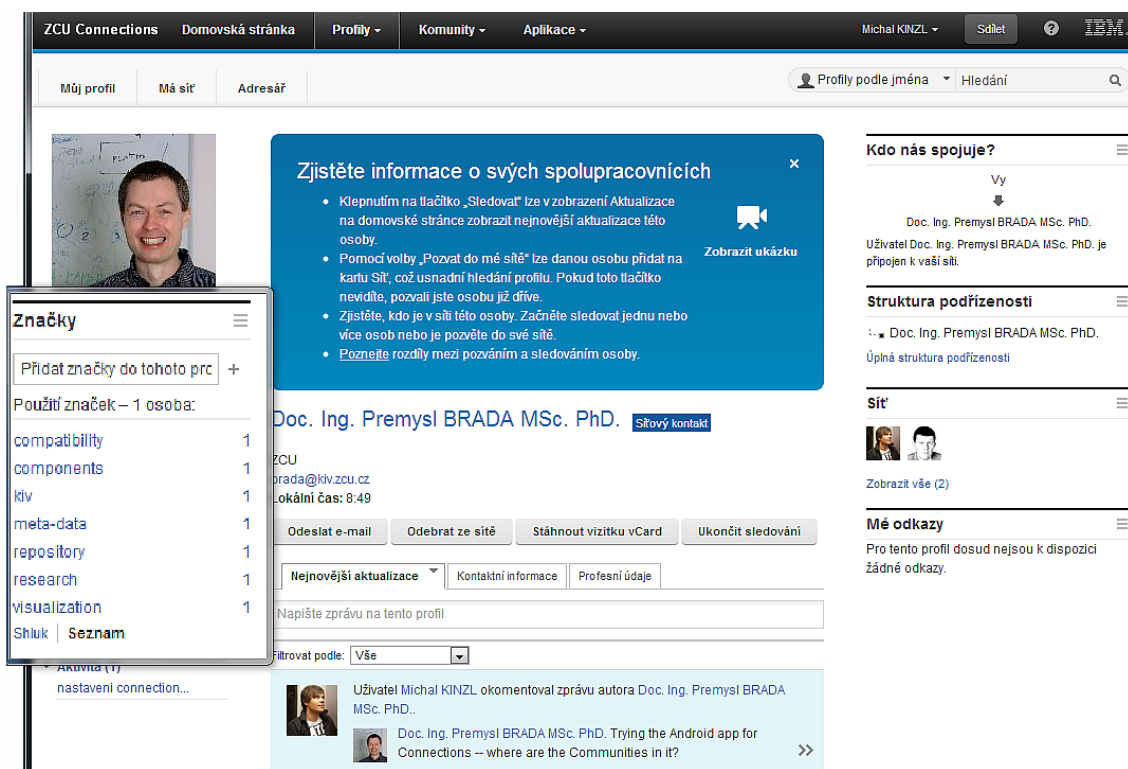 ZCU Connections Domovská stránka Profily Komunity Aplikace Michal KINZL Sdílet ? IBM.
Můj profil Má síť Adresář Profily podle jména Hledání
Zjistěte informace o svých spolupracovnících
Klepnutím na tlačítko „Sledovat“ lze v zobrazení Aktualizace
na domovské stránce zobrazit nejnovější aktualizace této
osoby.
Pomocí volby „Pozvat do mé sítě“ lze danou osobu přidat na
kartu Síť, což usnadní hledání profilu. Pokud toto tlačítko
nevidíte, pozvali jste osobu již dříve.
Zjistěte, kdo je v síti této osoby. Začněte sledovat jednu nebo
více osob nebo je pozvěte do své sítě.
Poznejte rozdíly mezi pozváním a sledováním osoby.
Zobrazit ukázku
Značky
Přidat značky do tohoto prc +
Použití značek – 1 osoba:
compatibility 1
components 1
kiv 1
meta-data 1
repository 1
research 1
visualization 1
Shluk Seznam
Aktivita (1)
nastaveni connection...
Doc. Ing. Premysl BRADA MSc. PhD. Síťový kontakt
ZCU
brada@kiv.zcu.cz
Lokální čas: 8:49
Odeslat e-mail Odebrat ze sítě Stáhnout vizitku vCard Ukončit sledování
Nejnovější aktualizace Kontaktní informace Profesní údaje
Napište zprávu na tento profil
Filtrovat podle: Vše
Uživatel Michal KINZL okomentoval zprávu autora Doc. Ing. Premysl BRADA
MSc. PhD..
Doc. Ing. Premysl BRADA MSc. PhD. Trying the Android app for
Connections -- where are the Communities in it?
Kdo nás spojuje?
Vy
Doc. Ing. Premysl BRADA MSc. PhD.
Uživatel Doc. Ing. Premysl BRADA MSc. PhD. je
připojen k vaší síti.
Struktura podřízenosti
Doc. Ing. Premysl BRADA MSc. PhD.
Úplná struktura podřízenosti
Síť
Zobrazit vše (2)
Mé odkazy
Pro tento profil dosud nejsou k dispozici
žádné odkazy.